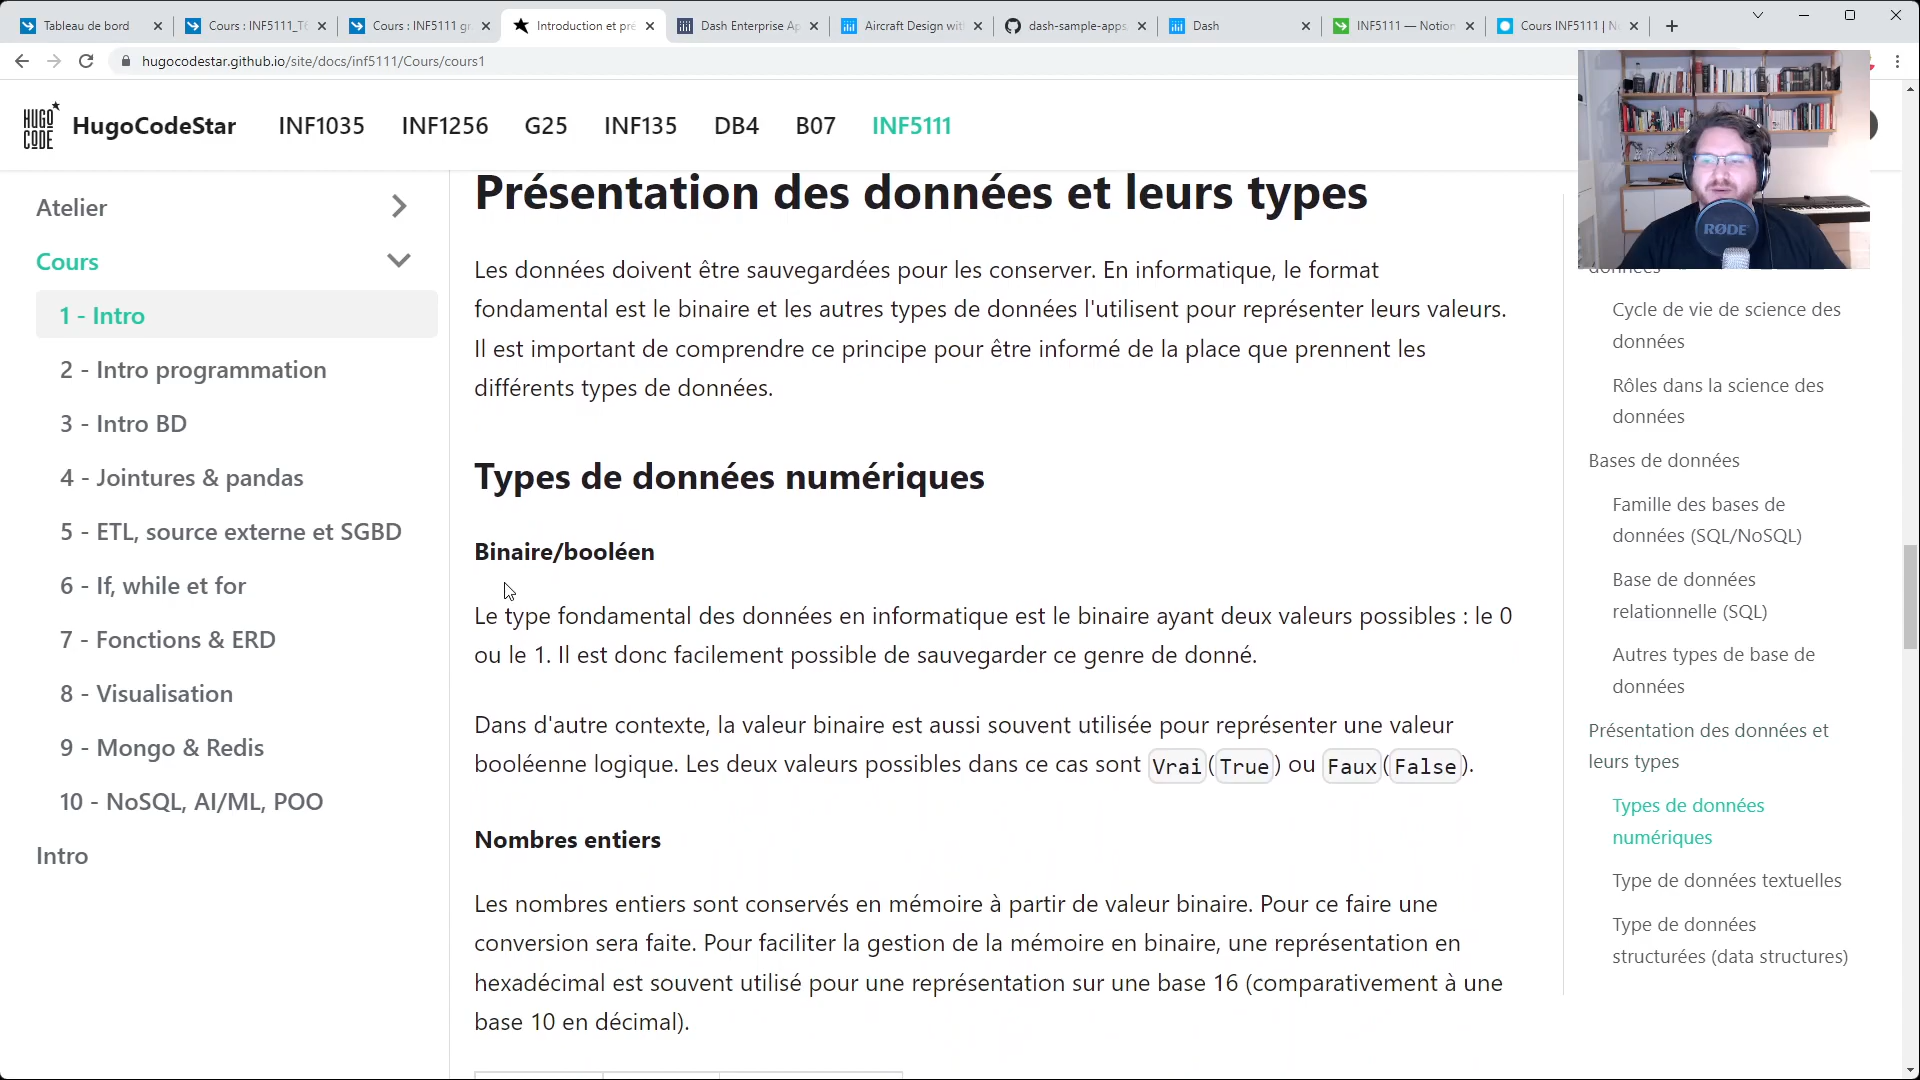 Tableau de bord
Cours : INF5111_T
Cours : INF5111 gr
Introduction et pré
Dash Enterprise Ap
Aircraft Design wit
dash-sample-apps
Dash
INF5111 — Notion
Cours INF5111 | N
hugocodestar.github.io/site/docs/inf5111/Cours/cours1
HUGO CODE
HugoCodeStar
INF1035
INF1256
G25
INF135
DB4
B07
INF5111
Atelier
Cours
1 - Intro
2 - Intro programmation
3 - Intro BD
4 - Jointures & pandas
5 - ETL, source externe et SGBD
6 - If, while et for
7 - Fonctions & ERD
8 - Visualisation
9 - Mongo & Redis
10 - NoSQL, AI/ML, POO
Intro
Présentation des données et leurs types
Les données doivent être sauvegardées pour les conserver. En informatique, le format
fondamental est le binaire et les autres types de données l'utilisent pour représenter leurs valeurs.
Il est important de comprendre ce principe pour être informé de la place que prennent les
différents types de données.
Types de données numériques
Binaire/booléen
Le type fondamental des données en informatique est le binaire ayant deux valeurs possibles : le 0
ou le 1. Il est donc facilement possible de sauvegarder ce genre de donné.
Dans d'autre contexte, la valeur binaire est aussi souvent utilisée pour représenter une valeur
booléenne logique. Les deux valeurs possibles dans ce cas sont Vrai(True) ou Faux(False).
Nombres entiers
Les nombres entiers sont conservés en mémoire à partir de valeur binaire. Pour ce faire une
conversion sera faite. Pour faciliter la gestion de la mémoire en binaire, une représentation en
hexadécimal est souvent utilisé pour une représentation sur une base 16 (comparativement à une
base 10 en décimal).
RØDE
données
Cycle de vie de science des
données
Rôles dans la science des
données
Bases de données
Famille des bases de
données (SQL/NoSQL)
Base de données
relationnelle (SQL)
Autres types de base de
données
Présentation des données et
leurs types
Types de données
numériques
Type de données textuelles
Type de données
structurées (data structures)